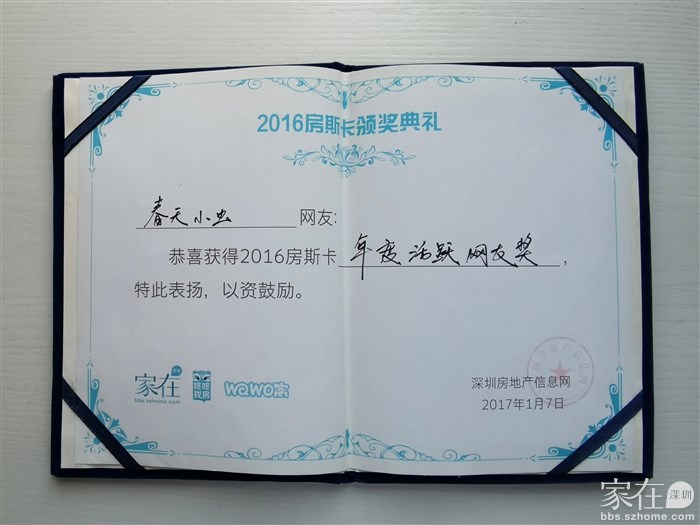 2016房斯卡颁奖典礼
春天小虫 网友:
恭喜获得2016房斯卡 年度活跃网友奖,
特此表扬，以资鼓励。
家在
bbs.szhome.com
咚咚找房
wawo窝
深圳房地产信息网
2017年1月7日
家在 深圳
bbs.szhome.com